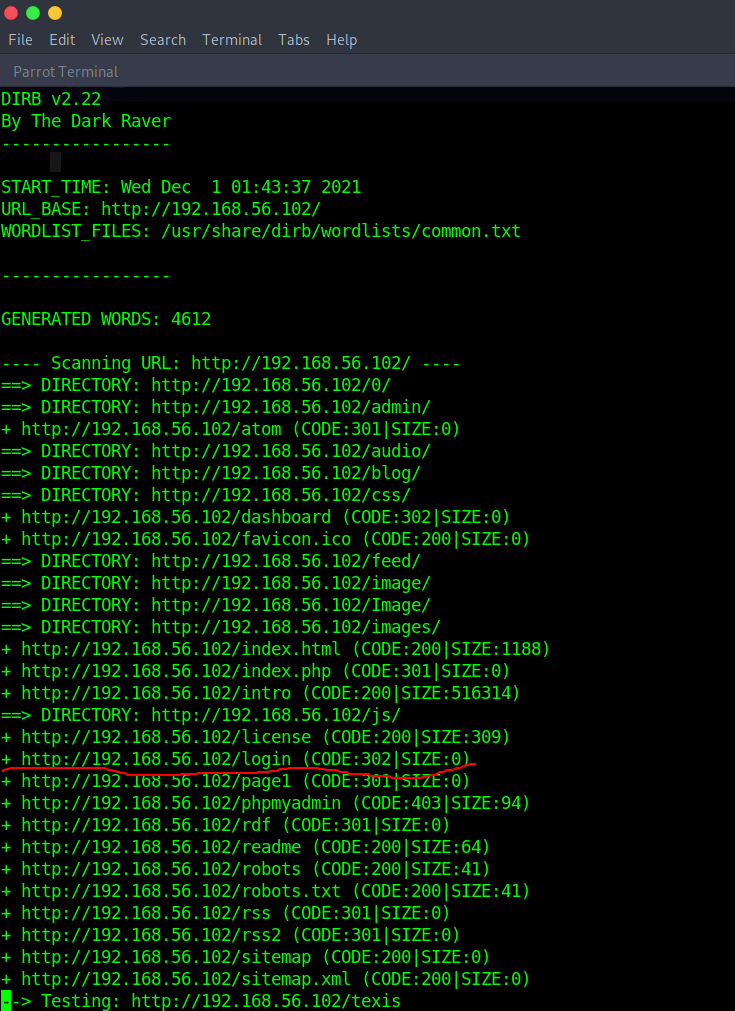 File Edit View Search Terminal Tabs Help
Parrot Terminal
DIRB v2.22
By The Dark Raver
-----------------
START_TIME: Wed Dec  1 01:43:37 2021
URL_BASE: http://192.168.56.102/
WORDLIST_FILES: /usr/share/dirb/wordlists/common.txt
-----------------
GENERATED WORDS: 4612
---- Scanning URL: http://192.168.56.102/ ----
==> DIRECTORY: http://192.168.56.102/0/
==> DIRECTORY: http://192.168.56.102/admin/
+ http://192.168.56.102/atom (CODE:301|SIZE:0)
==> DIRECTORY: http://192.168.56.102/audio/
==> DIRECTORY: http://192.168.56.102/blog/
==> DIRECTORY: http://192.168.56.102/css/
+ http://192.168.56.102/dashboard (CODE:302|SIZE:0)
+ http://192.168.56.102/favicon.ico (CODE:200|SIZE:0)
==> DIRECTORY: http://192.168.56.102/feed/
==> DIRECTORY: http://192.168.56.102/image/
==> DIRECTORY: http://192.168.56.102/Image/
==> DIRECTORY: http://192.168.56.102/images/
+ http://192.168.56.102/index.html (CODE:200|SIZE:1188)
+ http://192.168.56.102/index.php (CODE:301|SIZE:0)
+ http://192.168.56.102/intro (CODE:200|SIZE:516314)
==> DIRECTORY: http://192.168.56.102/js/
+ http://192.168.56.102/license (CODE:200|SIZE:309)
+ http://192.168.56.102/login (CODE:302|SIZE:0)
+ http://192.168.56.102/page1 (CODE:301|SIZE:0)
+ http://192.168.56.102/phpmyadmin (CODE:403|SIZE:94)
+ http://192.168.56.102/rdf (CODE:301|SIZE:0)
+ http://192.168.56.102/readme (CODE:200|SIZE:64)
+ http://192.168.56.102/robots (CODE:200|SIZE:41)
+ http://192.168.56.102/robots.txt (CODE:200|SIZE:41)
+ http://192.168.56.102/rss (CODE:301|SIZE:0)
+ http://192.168.56.102/rss2 (CODE:301|SIZE:0)
+ http://192.168.56.102/sitemap (CODE:200|SIZE:0)
+ http://192.168.56.102/sitemap.xml (CODE:200|SIZE:0)
--> Testing: http://192.168.56.102/texis